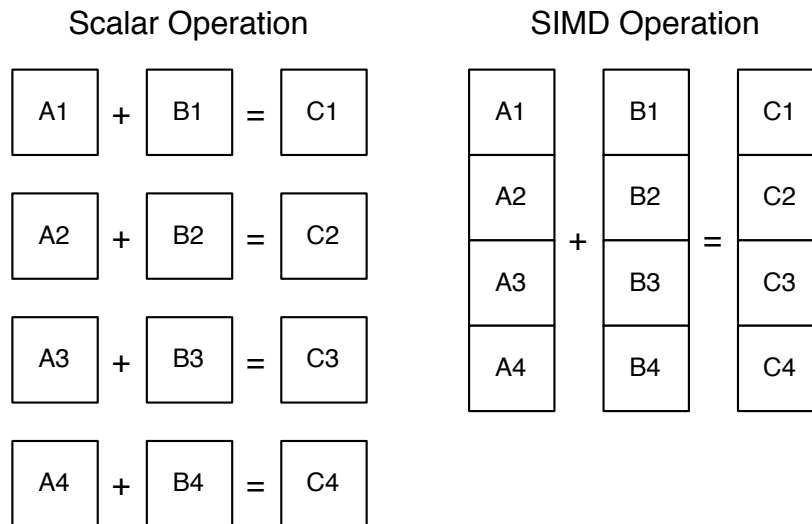 Scalar Operation
A1 + B1 = C1
A2 + B2 = C2
A3 + B3 = C3
A4 + B4 = C4
SIMD Operation
A1 B1 C1
A2 B2 C2
+ =
A3 B3 C3
A4 B4 C4